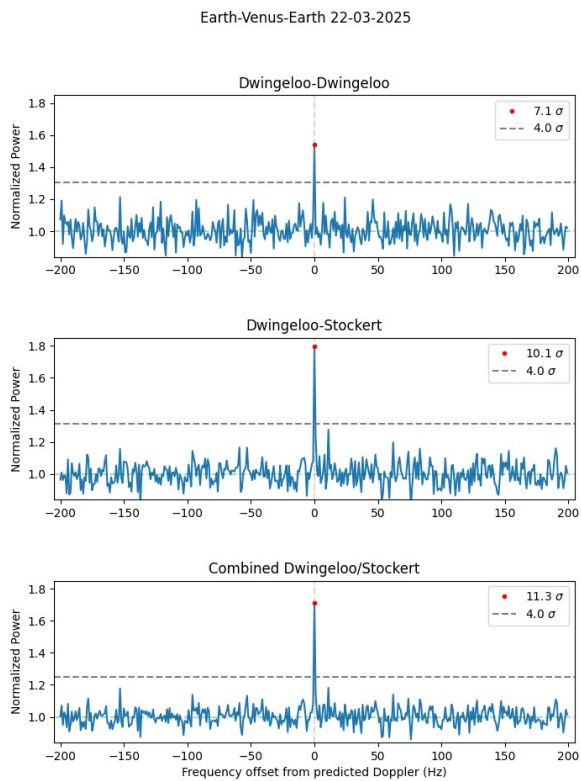 Earth-Venus-Earth 22-03-2025
Dwingeloo-Dwingeloo
1.8
1.6
1.4
1.2
1.0
Normalized Power
7.1 σ
4.0 σ
−200 −150 −100 −50 0 50 100 150 200
Dwingeloo-Stockert
1.8
1.6
1.4
1.2
1.0
Normalized Power
10.1 σ
4.0 σ
−200 −150 −100 −50 0 50 100 150 200
Combined Dwingeloo/Stockert
1.8
1.6
1.4
1.2
1.0
Normalized Power
11.3 σ
4.0 σ
−200 −150 −100 −50 0 50 100 150 200
Frequency offset from predicted Doppler (Hz)